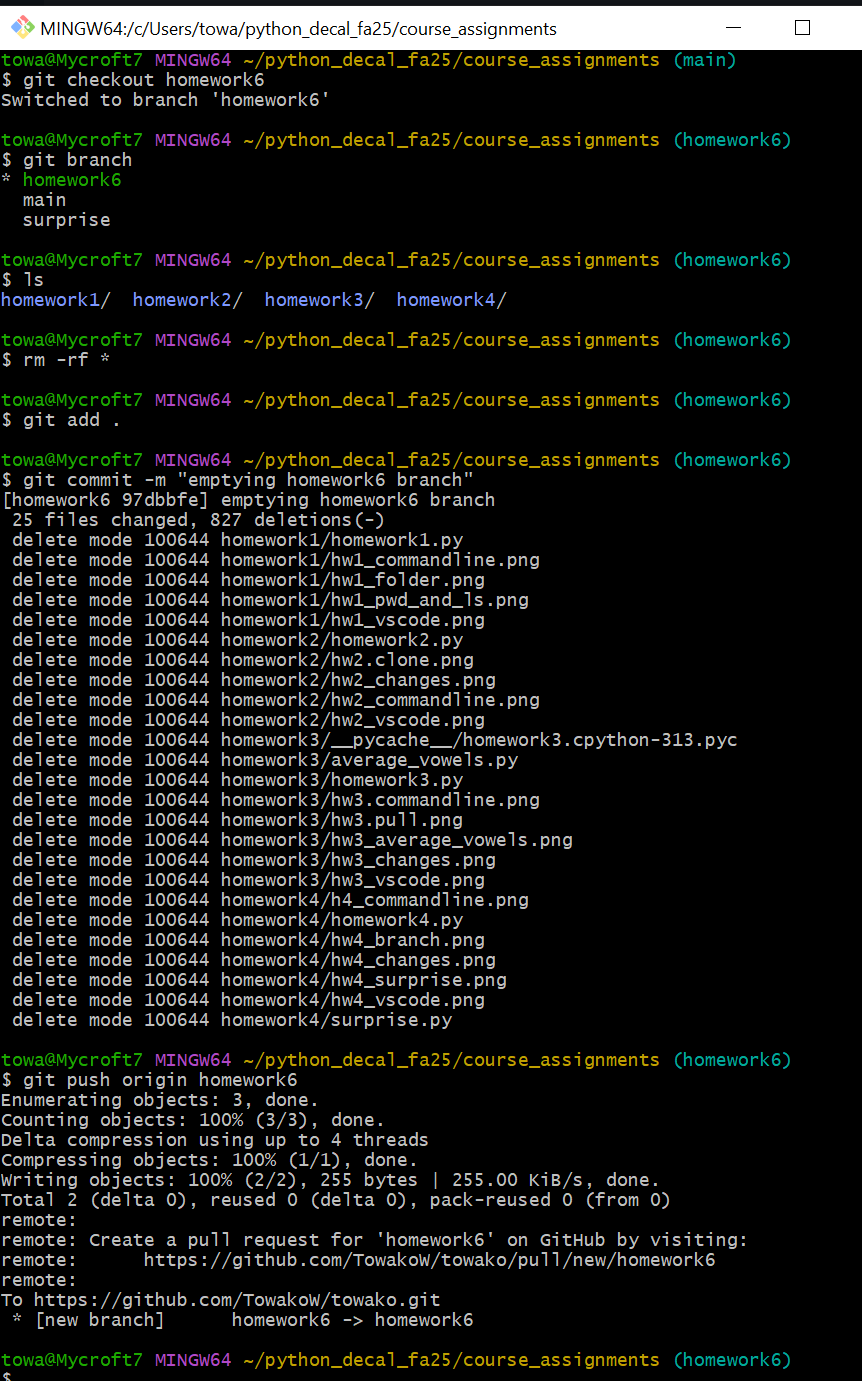 MINGW64:/c/Users/towa/python_decal_fa25/course_assignments
towa@Mycroft7 MINGW64 ~/python_decal_fa25/course_assignments (main)
$ git checkout homework6
Switched to branch 'homework6'
towa@Mycroft7 MINGW64 ~/python_decal_fa25/course_assignments (homework6)
$ git branch
* homework6
main
surprise
towa@Mycroft7 MINGW64 ~/python_decal_fa25/course_assignments (homework6)
$ ls
homework1/ homework2/ homework3/ homework4/
towa@Mycroft7 MINGW64 ~/python_decal_fa25/course_assignments (homework6)
$ rm -rf *
towa@Mycroft7 MINGW64 ~/python_decal_fa25/course_assignments (homework6)
$ git add .
towa@Mycroft7 MINGW64 ~/python_decal_fa25/course_assignments (homework6)
$ git commit -m "emptying homework6 branch"
[homework6 97dbbfe] emptying homework6 branch
25 files changed, 827 deletions(-)
delete mode 100644 homework1/homework1.py
delete mode 100644 homework1/hw1_commandline.png
delete mode 100644 homework1/hw1_folder.png
delete mode 100644 homework1/hw1_pwd_and_ls.png
delete mode 100644 homework1/hw1_vscode.png
delete mode 100644 homework2/homework2.py
delete mode 100644 homework2/hw2.clone.png
delete mode 100644 homework2/hw2_changes.png
delete mode 100644 homework2/hw2_commandline.png
delete mode 100644 homework2/hw2_vscode.png
delete mode 100644 homework3/__pycache__/homework3.cpython-313.pyc
delete mode 100644 homework3/average_vowels.py
delete mode 100644 homework3/homework3.py
delete mode 100644 homework3/hw3.commandline.png
delete mode 100644 homework3/hw3.pull.png
delete mode 100644 homework3/hw3_average_vowels.png
delete mode 100644 homework3/hw3_changes.png
delete mode 100644 homework3/hw3_vscode.png
delete mode 100644 homework4/h4_commandline.png
delete mode 100644 homework4/homework4.py
delete mode 100644 homework4/hw4_branch.png
delete mode 100644 homework4/hw4_changes.png
delete mode 100644 homework4/hw4_surprise.png
delete mode 100644 homework4/hw4_vscode.png
delete mode 100644 homework4/surprise.py
towa@Mycroft7 MINGW64 ~/python_decal_fa25/course_assignments (homework6)
$ git push origin homework6
Enumerating objects: 3, done.
Counting objects: 100% (3/3), done.
Delta compression using up to 4 threads
Compressing objects: 100% (1/1), done.
Writing objects: 100% (2/2), 255 bytes | 255.00 KiB/s, done.
Total 2 (delta 0), reused 0 (delta 0), pack-reused 0 (from 0)
remote:
remote: Create a pull request for 'homework6' on GitHub by visiting:
remote:      https://github.com/TowakoW/towako/pull/new/homework6
remote:
To https://github.com/TowakoW/towako.git
* [new branch]      homework6 -> homework6
towa@Mycroft7 MINGW64 ~/python_decal_fa25/course_assignments (homework6)
$